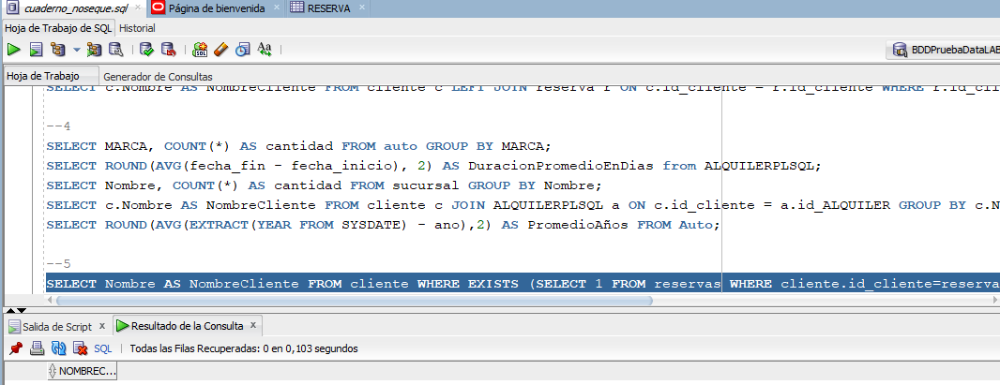 cuaderno_noseque.sql × Página de bienvenida × RESERVA ×
Hoja de Trabajo de SQL Historial
SQL Aa BDDPruebaDataLAB
Hoja de Trabajo Generador de Consultas
SELECT c.Nombre AS NombreCliente FROM cliente c LEFT JOIN reserva r ON c.id_cliente = r.id_cliente WHERE r.id_cli
--4
SELECT MARCA, COUNT(*) AS cantidad FROM auto GROUP BY MARCA;
SELECT ROUND(AVG(fecha_fin - fecha_inicio), 2) AS DuracionPromedioEnDias from ALQUILERPLSQL;
SELECT Nombre, COUNT(*) AS cantidad FROM sucursal GROUP BY Nombre;
SELECT c.Nombre AS NombreCliente FROM cliente c JOIN ALQUILERPLSQL a ON c.id_cliente = a.id_ALQUILER GROUP BY c.N
SELECT ROUND(AVG(EXTRACT(YEAR FROM SYSDATE) - ano),2) AS PromedioAños FROM Auto;
--5
SELECT Nombre AS NombreCliente FROM cliente WHERE EXISTS (SELECT 1 FROM reservas WHERE cliente.id_cliente=reserva
Salida de Script × Resultado de la Consulta ×
SQL Todas las Filas Recuperadas: 0 en 0,103 segundos
NOMBREC...